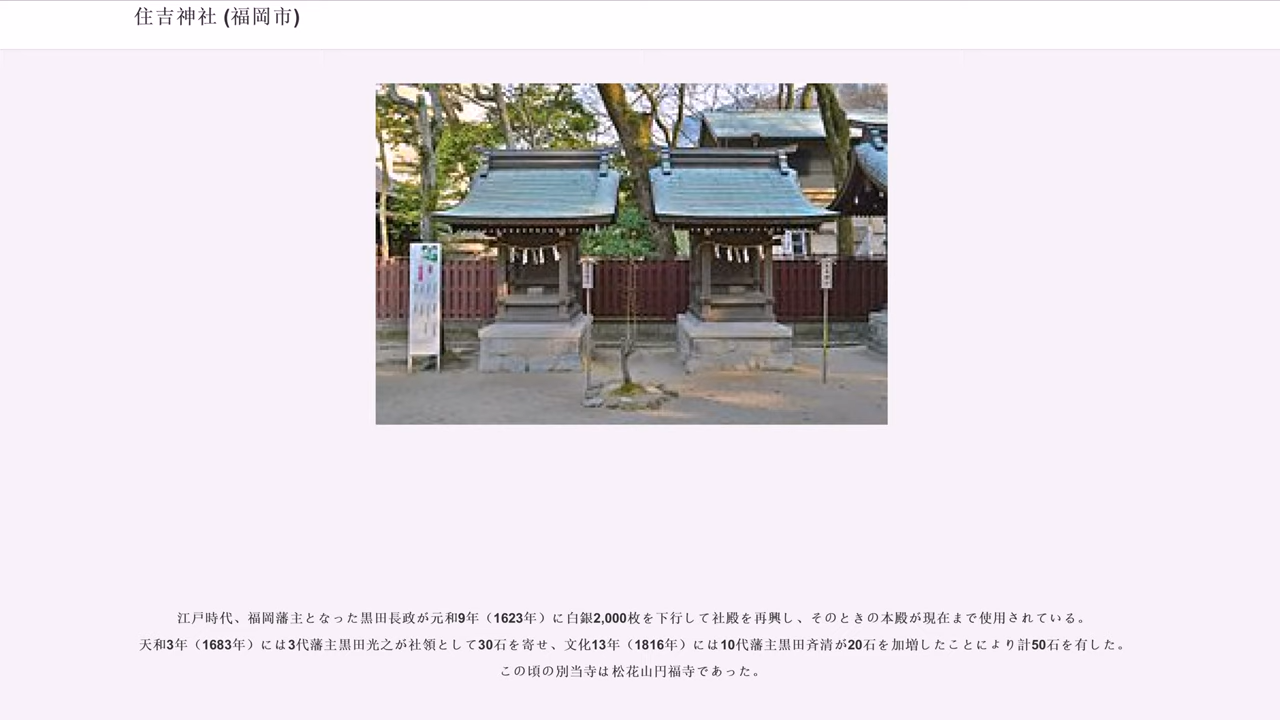 住吉神社 (福岡市)
江戸時代、福岡藩主となった黒田長政が元和9年（1623年）に白銀2,000枚を下行して社殿を再興し、そのときの本殿が現在まで使用されている。
天和3年（1683年）には3代藩主黒田光之が社領として30石を寄せ、文化13年（1816年）には10代藩主黒田斉清が20石を加増したことにより計50石を有した。
この頃の別当寺は松花山円福寺であった。